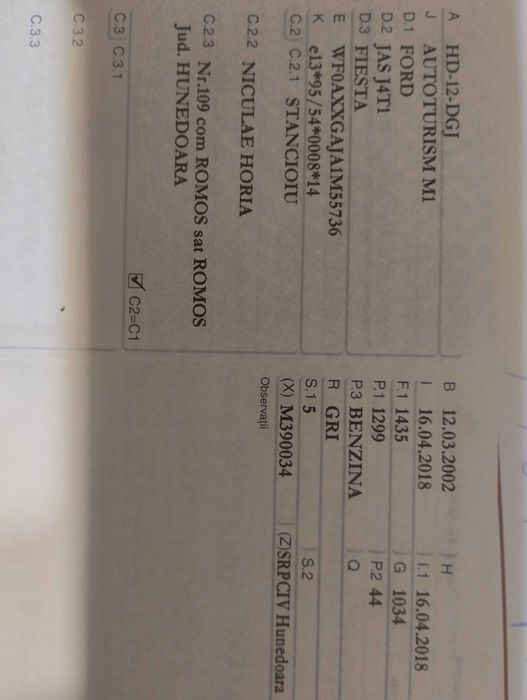 A HD-12-DGJ
J AUTOTURISM M1
D.1 FORD
D.2 JAS J4T1
D.3 FIESTA
E WF0AXXGAJA1M55736
K e13*95/54*0008*14
C.2 C.2.1 STANCIOIU
C.2.2 NICULAE HORIA
C.2.3 Nr.109 com ROMOS sat ROMOS
Jud. HUNEDOARA
C2=C1
C.3 C.3.1
C.3.2
C.3.3
B 12.03.2002 H
I 16.04.2018 I.1 16.04.2018
F.1 1435 G 1034
P.1 1299 P.2 44
P.3 BENZINA Q
R GRI
S.1 5 S.2
(X) M390034 (Z)SRPCIV Hunedoara
Observații